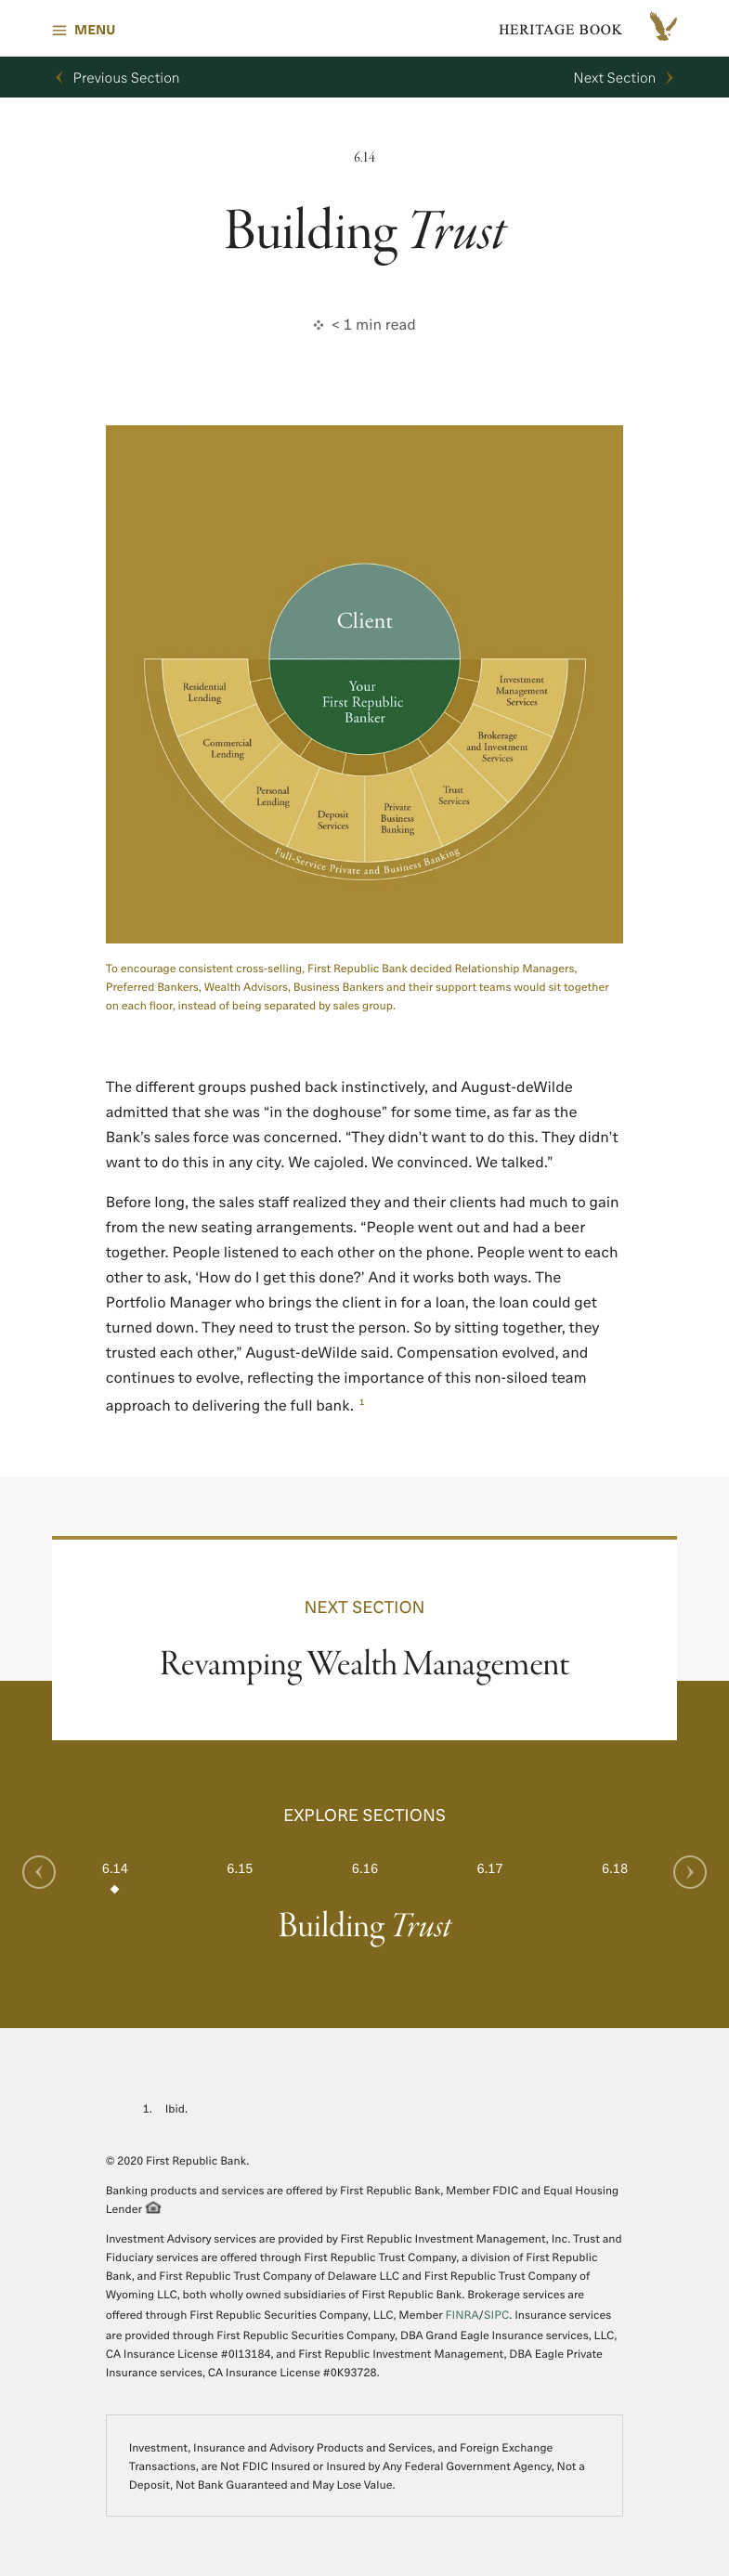 MENU
HERITAGE BOOK
Previous Section
Next Section
6.14
Building Trust
< 1 min read
Client
Your
First Republic
Banker
Residential
Lending
Commercial
Lending
Personal
Lending
Deposit
Services
Private
Business
Banking
Trust
Services
Brokerage
and Investment
Services
Investment
Management
Services
Full-Service Private and Business Banking
To encourage consistent cross-selling, First Republic Bank decided Relationship Managers,
Preferred Bankers, Wealth Advisors, Business Bankers and their support teams would sit together
on each floor, instead of being separated by sales group.
The different groups pushed back instinctively, and August-deWilde
admitted that she was “in the doghouse” for some time, as far as the
Bank’s sales force was concerned. “They didn’t want to do this. They didn’t
want to do this in any city. We cajoled. We convinced. We talked.”
Before long, the sales staff realized they and their clients had much to gain
from the new seating arrangements. “People went out and had a beer
together. People listened to each other on the phone. People went to each
other to ask, ‘How do I get this done?’ And it works both ways. The
Portfolio Manager who brings the client in for a loan, the loan could get
turned down. They need to trust the person. So by sitting together, they
trusted each other,” August-deWilde said. Compensation evolved, and
continues to evolve, reflecting the importance of this non-siloed team
approach to delivering the full bank. 1
NEXT SECTION
Revamping Wealth Management
EXPLORE SECTIONS
6.14
6.15
6.16
6.17
6.18
Building Trust
1. Ibid.
© 2020 First Republic Bank.
Banking products and services are offered by First Republic Bank, Member FDIC and Equal Housing
Lender
Investment Advisory services are provided by First Republic Investment Management, Inc. Trust and
Fiduciary services are offered through First Republic Trust Company, a division of First Republic
Bank, and First Republic Trust Company of Delaware LLC and First Republic Trust Company of
Wyoming LLC, both wholly owned subsidiaries of First Republic Bank. Brokerage services are
offered through First Republic Securities Company, LLC, Member FINRA/SIPC. Insurance services
are provided through First Republic Securities Company, DBA Grand Eagle Insurance services, LLC,
CA Insurance License #0I13184, and First Republic Investment Management, DBA Eagle Private
Insurance services, CA Insurance License #0K93728.
Investment, Insurance and Advisory Products and Services, and Foreign Exchange
Transactions, are Not FDIC Insured or Insured by Any Federal Government Agency, Not a
Deposit, Not Bank Guaranteed and May Lose Value.